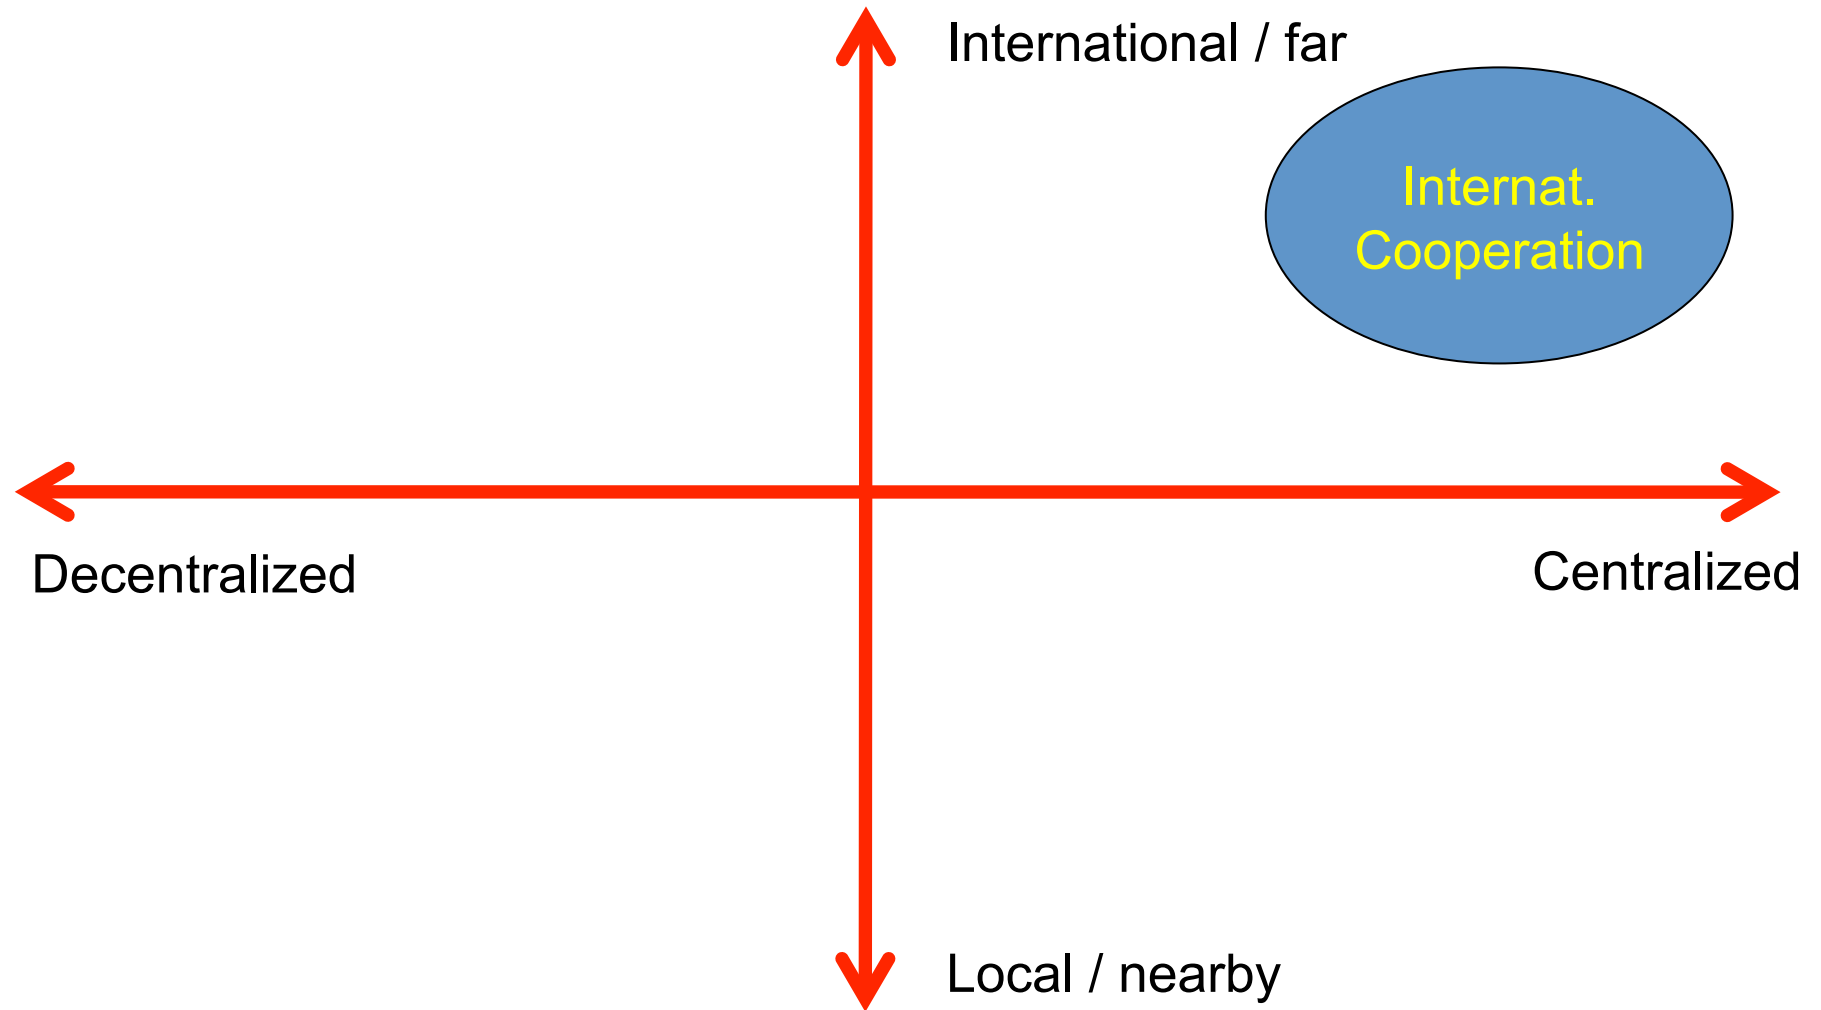 International / far
Internat.
Cooperation
Decentralized
Centralized
Local / nearby